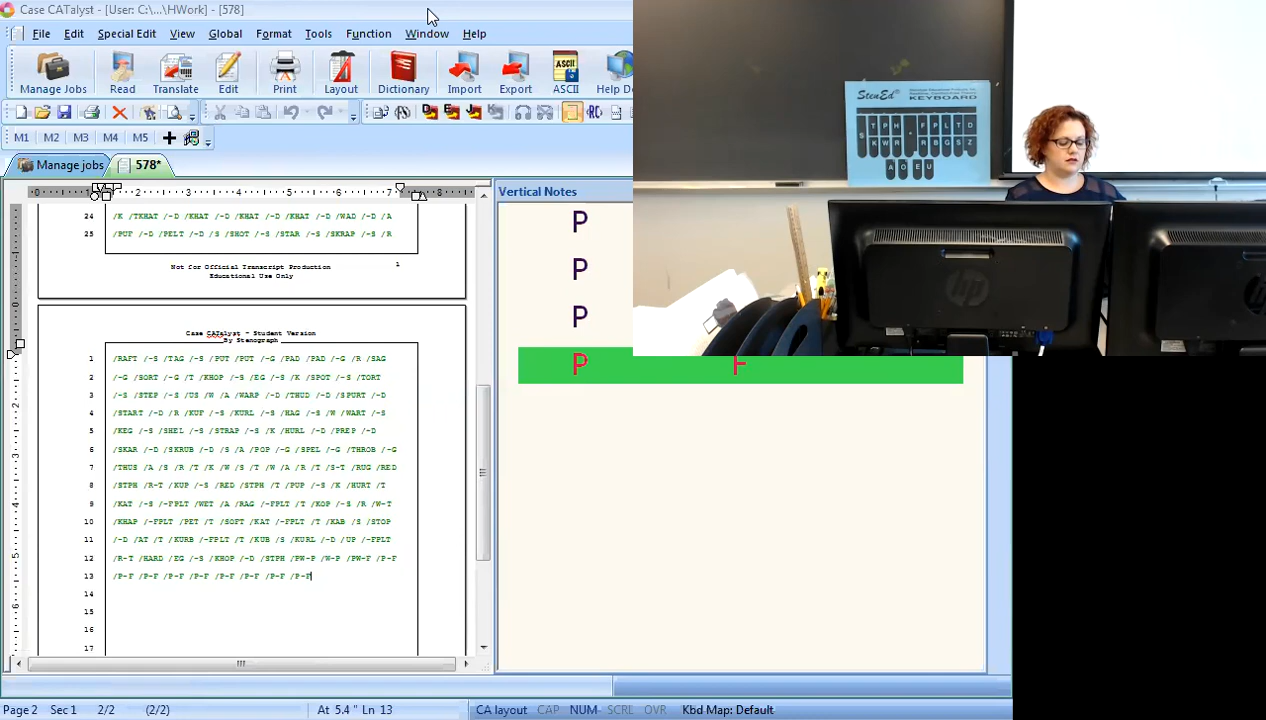 Case CATalyst - [User: C:\...\HWork] - [578]
File Edit Special Edit View Global Format Tools Function Window Help
Manage Jobs Read Translate Edit Print Layout Dictionary Import Export ASCII Help Do
M1 M2 M3 M4 M5
Manage jobs 578*
Vertical Notes
24 /K /TKHAT /-D /KHAT /-D /KHAT /-D /KHAT /-D /WAD /-D /A
25 /PUF /-D /PELT /-D /S /SHOT /-S /STAR /-S /SKRAP /-S /R
Not for Official Transcript Production 1
Educational Use Only
Case CATalyst - Student Version
By Stenograph
1 /RAFT /-S /TAG /-S /PUT /PUT /-G /PAD /PAD /-G /R /SAG
2 /-G /SORT /-G /T /KHOP /-S /EG /-S /K /SPOT /-S /TORT
3 /-S /STEP /-S /US /W /A /WARP /-D /THUD /-D /SPURT /-D
4 /START /-D /R /KUF /-S /KURL /-S /HAG /-S /W /WART /-S
5 /KEG /-S /SHEL /-S /STRAP /-S /K /HURL /-D /PREP /-D
6 /SKAR /-D /SKRUB /-D /S /A /POP /-G /SPEL /-G /THROB /-G
7 /THUS /A /S /R /T /K /W /S /T /W /A /R /T /S-T /RUG /RED
8 /STPH /R-T /KUP /-S /RED /STPH /T /PUP /-S /K /HURT /T
9 /KAT /-S /-FPLT /WET /A /RAG /-FPLT /T /KOP /-S /R /W-T
10 /KHAP /-FPLT /PET /T /SOFT /KAT /-FPLT /T /KAB /S /STOP
11 /-D /AT /T /KURB /-FPLT /T /KUB /S /KURL /-D /UP /-FPLT
12 /R-T /HARD /EG /-S /KHOP /-D /STPH /PW-P /W-P /PW-F /P-F
13 /P-F /P-F /P-F /P-F /P-F /P-F /P-F /P-F
14
15
16
17
P
P
P
P F
StenEd
KEYBOARD
S T P H * F P L T D
K W R R B G S Z
A O E U
hp
Page 2 Sec 1 2/2 (2/2) At 5.4 " Ln 13 CA layout CAP NUM SCRL OVR Kbd Map: Default